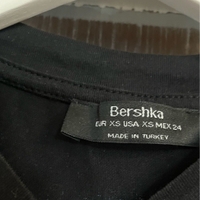 Bershka
EUR XS USA XS MEX 24
MADE IN TURKEY